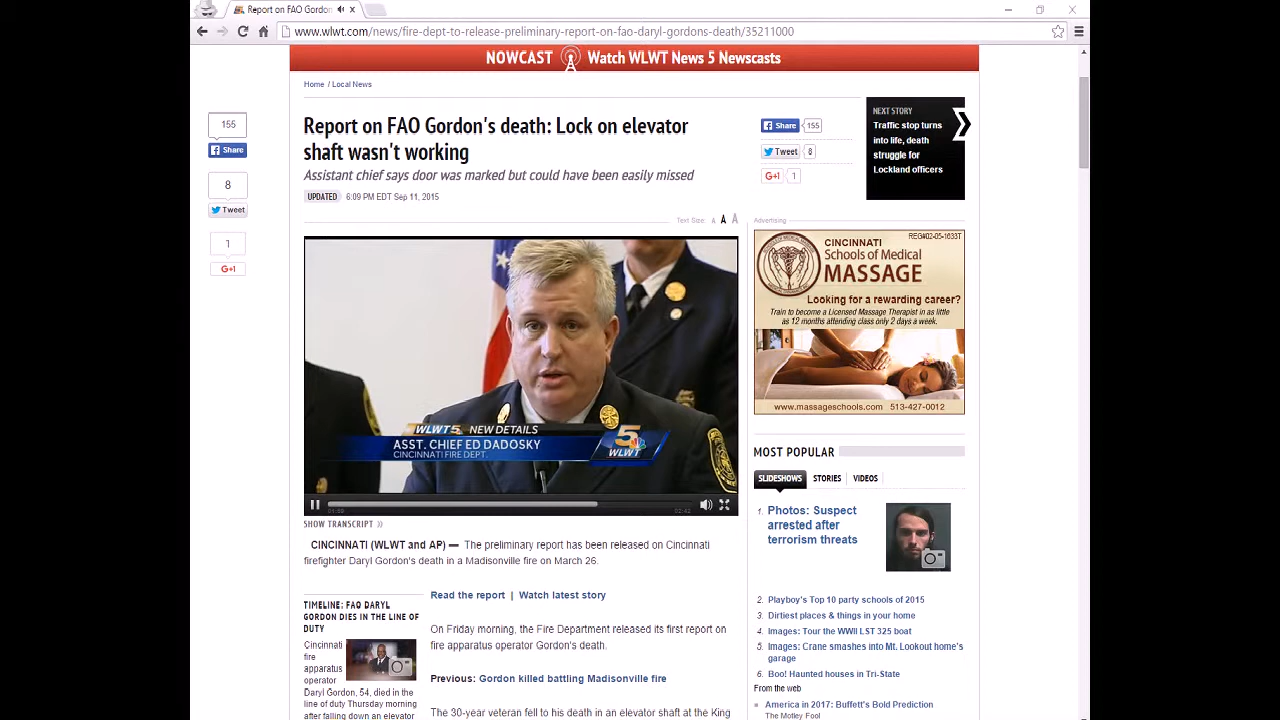 Report on FAO Gordon
www.wlwt.com/news/fire-dept-to-release-preliminary-report-on-fao-daryl-gordons-death/35211000
NOWCAST Watch WLWT News 5 Newscasts
Home / Local News
155
Share
8
Tweet
1
G+1
Report on FAO Gordon's death: Lock on elevator
shaft wasn't working
Assistant chief says door was marked but could have been easily missed
UPDATED 6:09 PM EDT Sep 11, 2015
Share 155
Tweet 8
G+1 1
NEXT STORY
Traffic stop turns
into life, death
struggle for
Lockland officers
Text Size: A A A
WLWT5 NEW DETAILS
ASST. CHIEF ED DADOSKY
CINCINNATI FIRE DEPT.
5
WLWT
01:59
02:42
SHOW TRANSCRIPT
CINCINNATI (WLWT and AP) — The preliminary report has been released on Cincinnati
firefighter Daryl Gordon's death in a Madisonville fire on March 26.
TIMELINE: FAO DARYL
GORDON DIES IN THE LINE OF
DUTY
Cincinnati
fire
apparatus
operator
Daryl Gordon, 54, died in the
line of duty Thursday morning
after falling down an elevator
Read the report | Watch latest story
On Friday morning, the Fire Department released its first report on
fire apparatus operator Gordon's death.
Previous: Gordon killed battling Madisonville fire
The 30-year veteran fell to his death in an elevator shaft at the King
Advertising
REG#02-05-1633T
CINCINNATI
Schools of Medical
MASSAGE
Looking for a rewarding career?
Train to become a Licensed Massage Therapist in as little
as 12 months attending class only 2 days a week.
www.massageschools.com 513-427-0012
MOST POPULAR
SLIDESHOWS STORIES VIDEOS
1. Photos: Suspect
arrested after
terrorism threats
2. Playboy's Top 10 party schools of 2015
3. Dirtiest places & things in your home
4. Images: Tour the WWII LST 325 boat
5. Images: Crane smashes into Mt. Lookout home's
garage
6. Boo! Haunted houses in Tri-State
From the web
America in 2017: Buffett's Bold Prediction
The Motley Fool